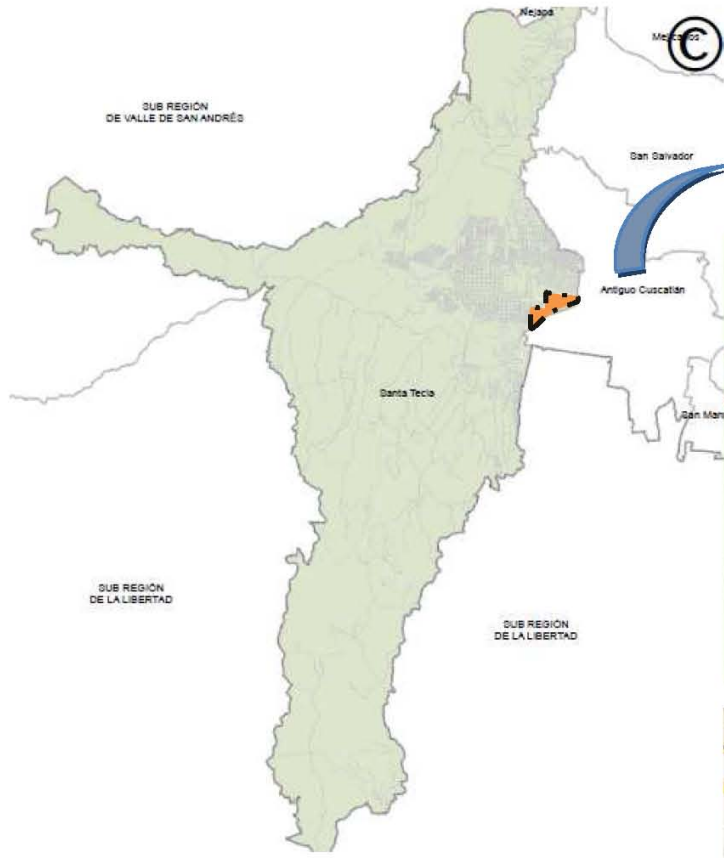 Nejapa
©
SUB REGIÓN
DE VALLE DE SAN ANDRÉS
San Salvador
Antiguo Cuscatlán
Santa Tecla
SUB REGIÓN
DE LA LIBERTAD
SUB REGIÓN
DE LA LIBERTAD